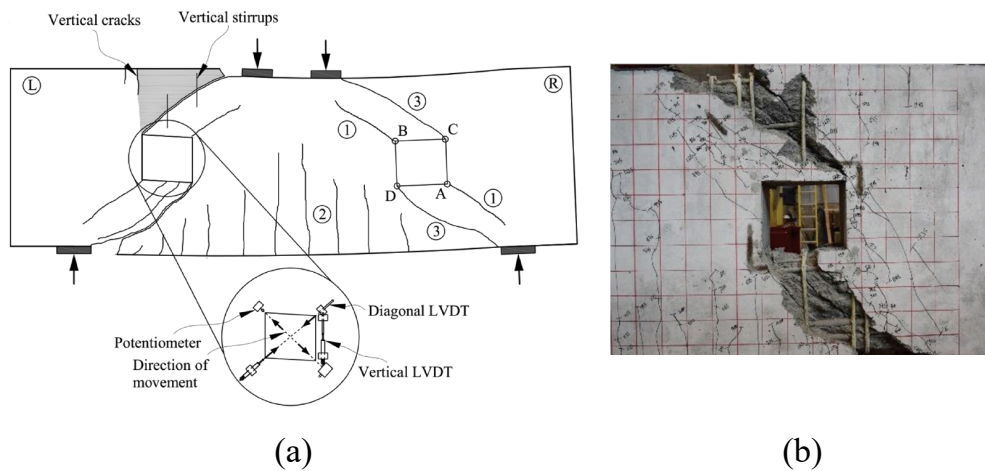 Vertical cracks
Vertical stirrups
L
R
3
1
B
C
D
A
1
2
3
Diagonal LVDT
Potentiometer
Direction of
movement
Vertical LVDT
(a)
(b)